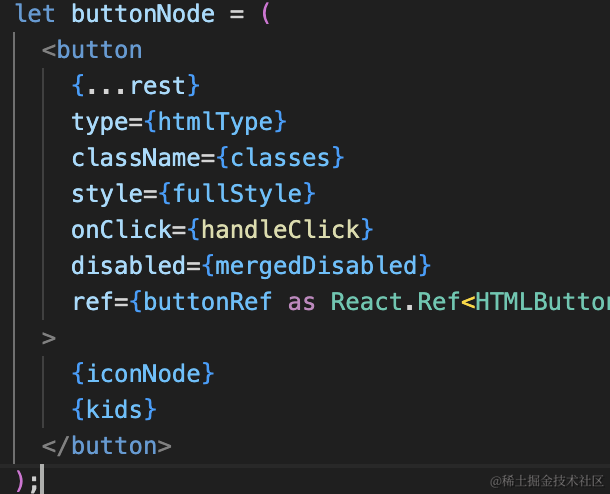 let buttonNode = (
<button
{...rest}
type={htmlType}
className={classes}
style={fullStyle}
onClick={handleClick}
disabled={mergedDisabled}
ref={buttonRef as React.Ref<HTMLButton
>
{iconNode}
{kids}
</button>
);
@稀土掘金技术社区